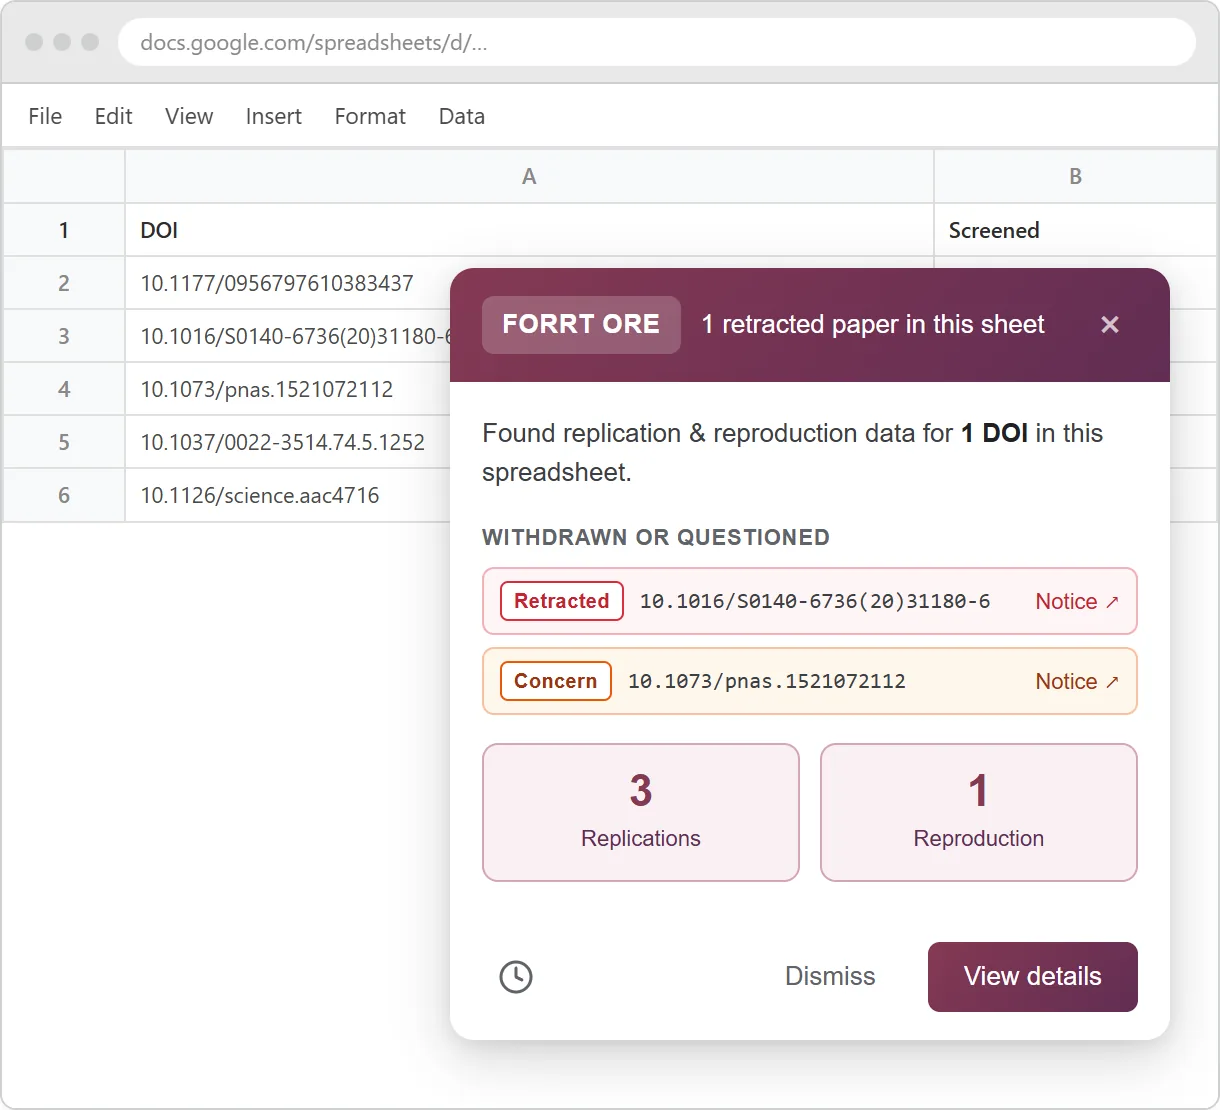 docs.google.com/spreadsheets/d/...
File Edit View Insert Format Data
A B
1 DOI Screened
2 10.1177/0956797610383437
3 10.1016/S0140-6736(20)31180-6
4 10.1073/pnas.1521072112
5 10.1037/0022-3514.74.5.1252
6 10.1126/science.aac4716
FORRT ORE 1 retracted paper in this sheet ×
Found replication & reproduction data for 1 DOI in this
spreadsheet.
WITHDRAWN OR QUESTIONED
Retracted 10.1016/S0140-6736(20)31180-6 Notice ↗
Concern 10.1073/pnas.1521072112 Notice ↗
3 1
Replications Reproduction
Dismiss View details